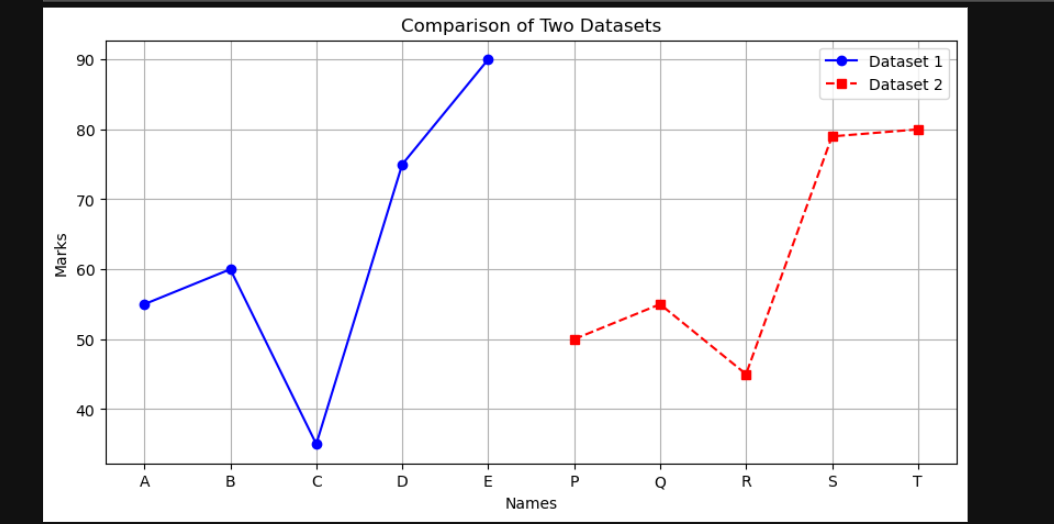 Comparison of Two Datasets
Dataset 1
Dataset 2
90
80
70
60
50
40
Marks
A B C D E P Q R S T
Names